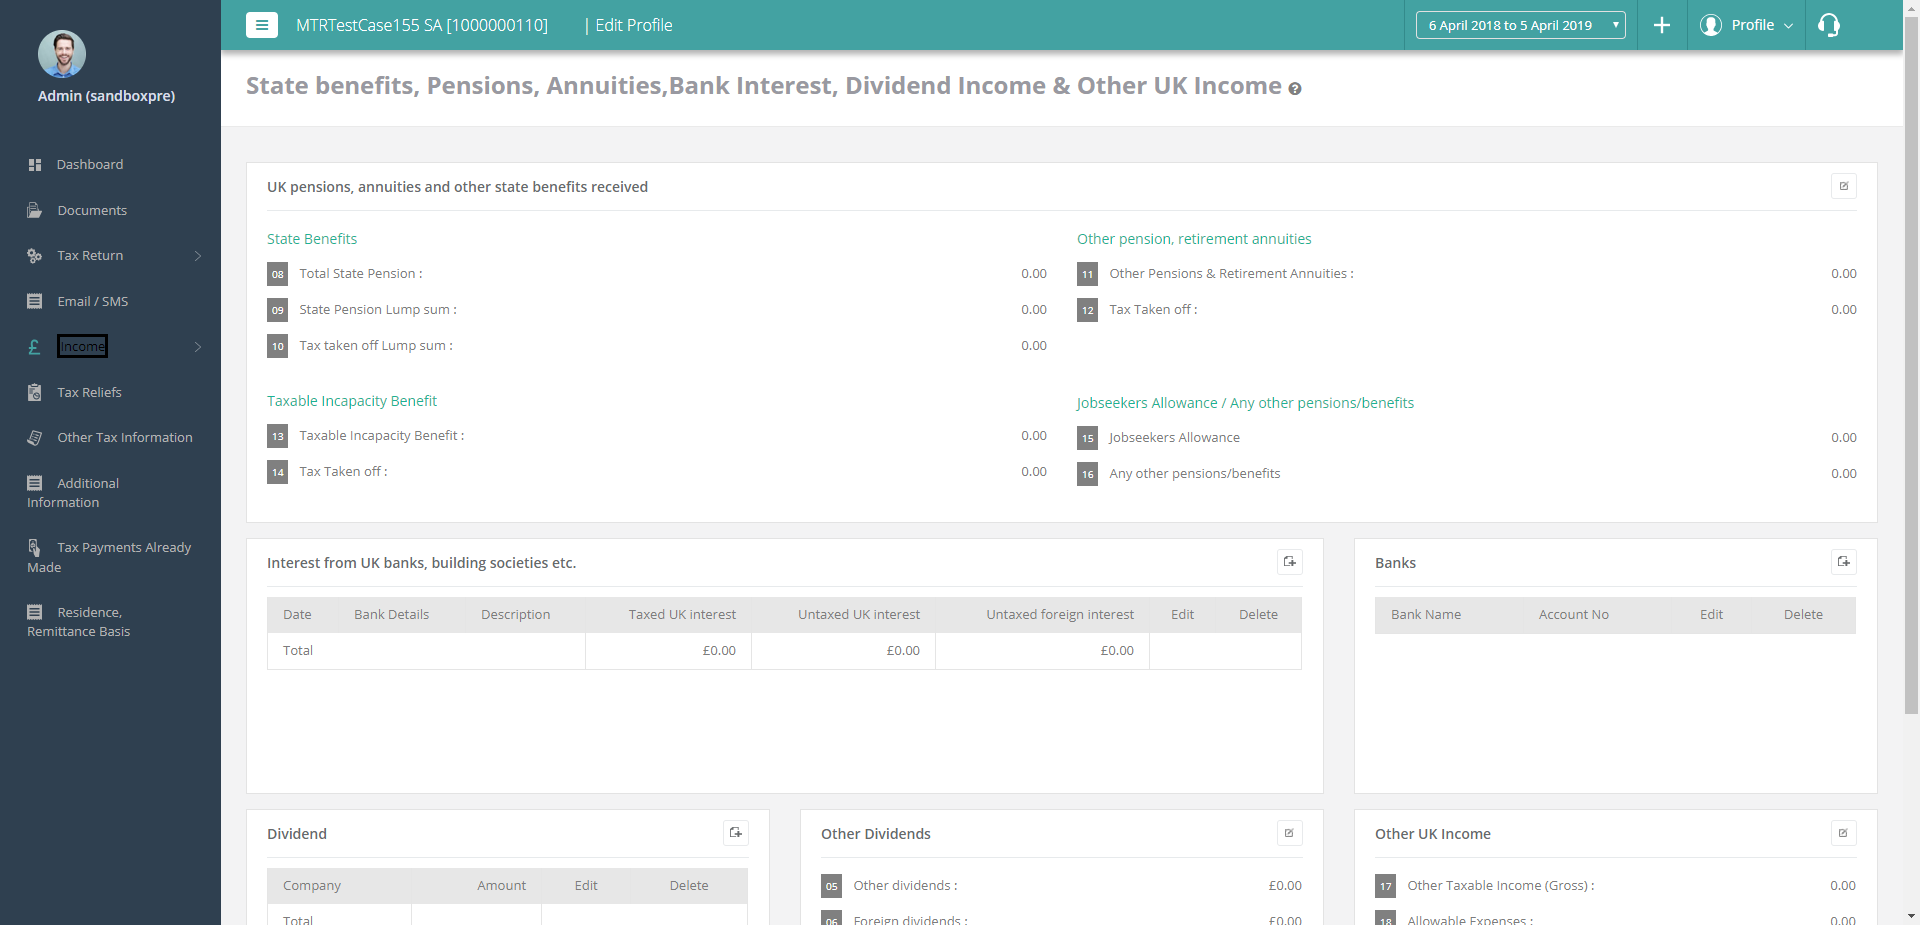 MTRTestCase155 SA [1000000110] | Edit Profile
6 April 2018 to 5 April 2019
Profile
Admin (sandboxpre)
Dashboard
Documents
Tax Return
Email / SMS
Income
Tax Reliefs
Other Tax Information
Additional
Information
Tax Payments Already
Made
Residence,
Remittance Basis
State benefits, Pensions, Annuities,Bank Interest, Dividend Income & Other UK Income
UK pensions, annuities and other state benefits received
State Benefits
08 Total State Pension : 0.00
09 State Pension Lump sum : 0.00
10 Tax taken off Lump sum : 0.00
Other pension, retirement annuities
11 Other Pensions & Retirement Annuities : 0.00
12 Tax Taken off : 0.00
Taxable Incapacity Benefit
13 Taxable Incapacity Benefit : 0.00
14 Tax Taken off : 0.00
Jobseekers Allowance / Any other pensions/benefits
15 Jobseekers Allowance 0.00
16 Any other pensions/benefits 0.00
Interest from UK banks, building societies etc.
Date Bank Details Description Taxed UK interest Untaxed UK interest Untaxed foreign interest Edit Delete
Total £0.00 £0.00 £0.00
Banks
Bank Name Account No Edit Delete
Dividend
Company Amount Edit Delete
Total
Other Dividends
05 Other dividends : £0.00
06 Foreign dividends : £0.00
Other UK Income
17 Other Taxable Income (Gross) : 0.00
18 Allowable Expenses : 0.00